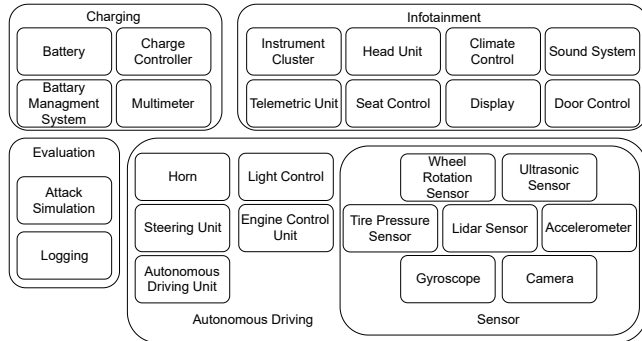 Charging
Battery
Charge
Controller
Battary
Managment
System
Multimeter
Infotainment
Instrument
Cluster
Head Unit
Climate
Control
Sound System
Telemetric Unit
Seat Control
Display
Door Control
Evaluation
Attack
Simulation
Logging
Horn
Light Control
Steering Unit
Engine Control
Unit
Autonomous
Driving Unit
Autonomous Driving
Wheel
Rotation
Sensor
Ultrasonic
Sensor
Tire Pressure
Sensor
Lidar Sensor
Accelerometer
Gyroscope
Camera
Sensor